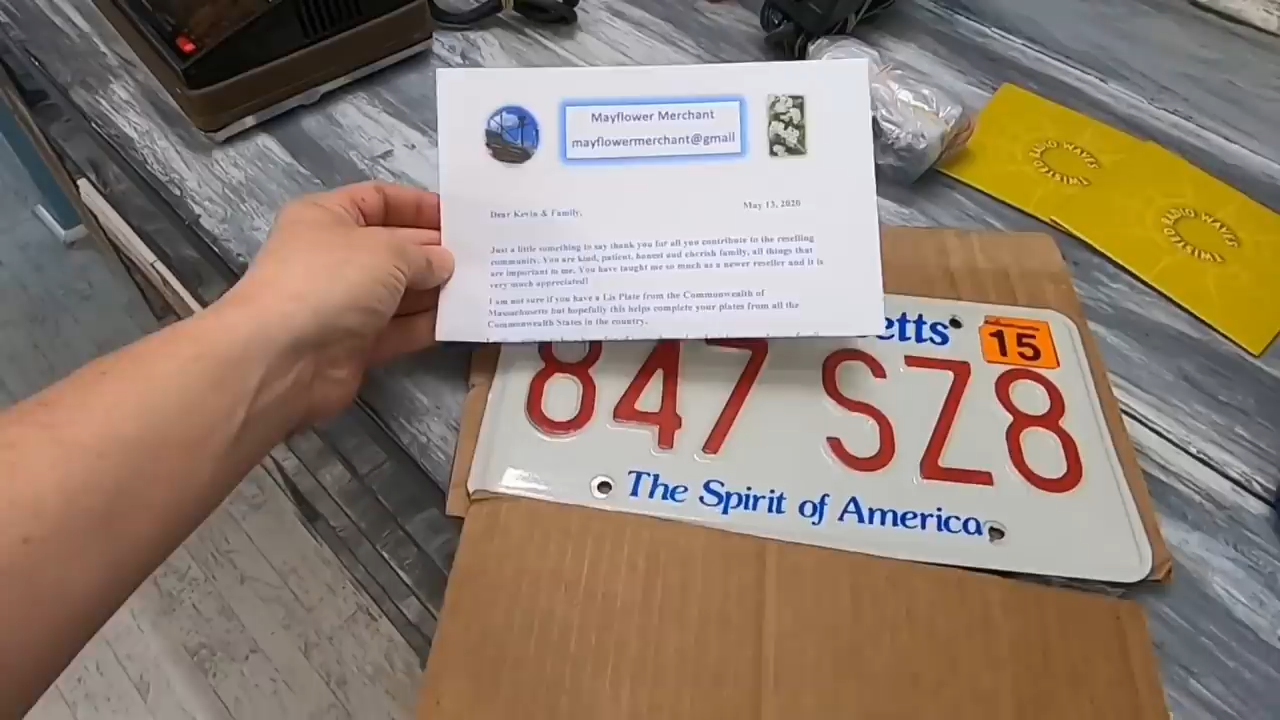 Mayflower Merchant
mayflowermerchant@gmail
May 13, 2020
Dear Kevin & Family,
Just a little something to say thank you for all you contribute to the reselling
community. You are kind, patient, honest and cherish family, all things that
are important to me. You have taught me so much as a newer reseller and it is
very much appreciated!
I am not sure if you have a Lis Plate from the Commonwealth of
Massachusetts but hopefully this helps complete your plates from all the
Commonwealth States in the country.
etts
15
847 SZ8
The Spirit of America
TWISTED RADIO WAVES
TWISTED RADIO WAVES